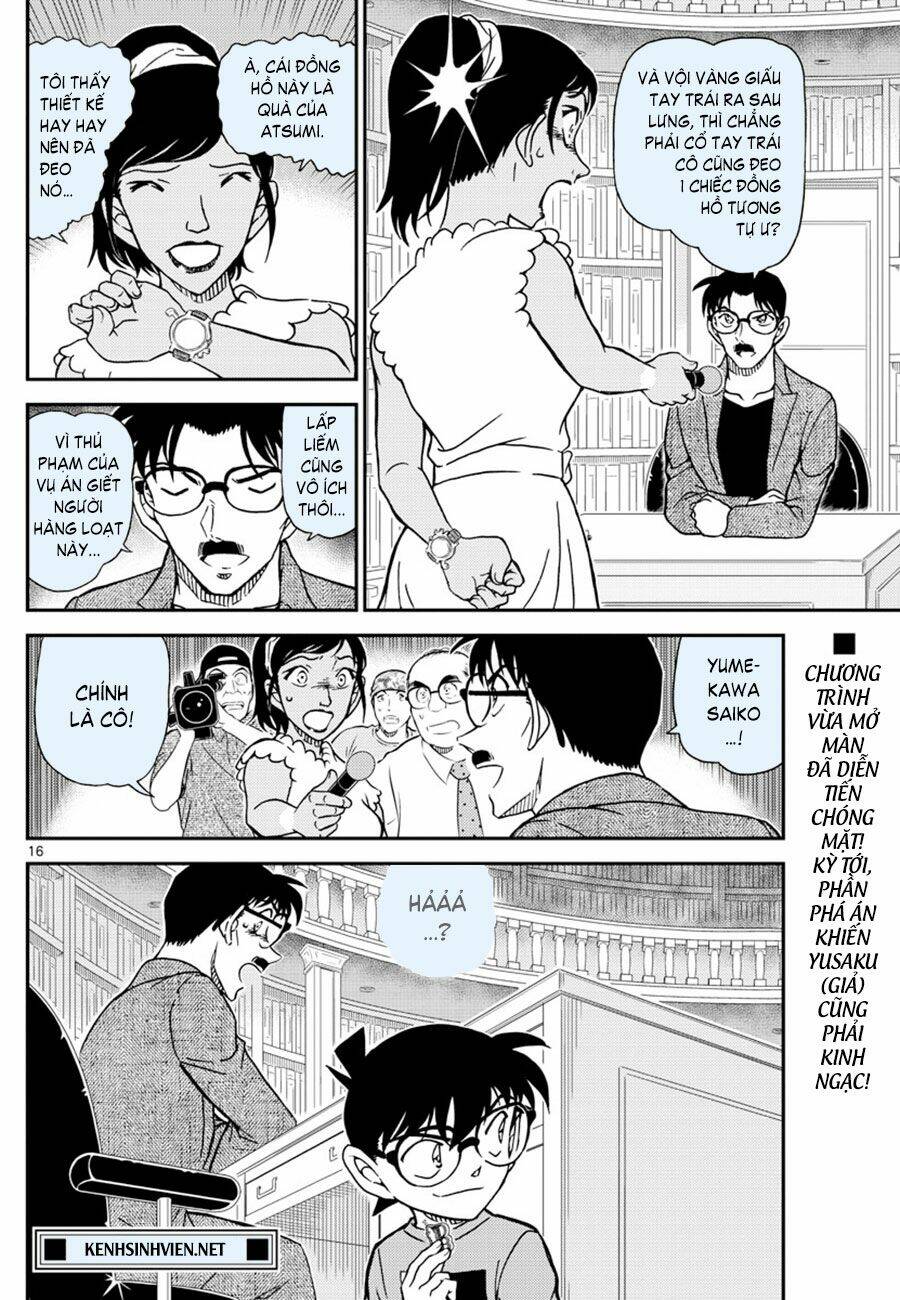 VÀ VỘI VÀNG GIẤU
TAY TRÁI RA SAU
LƯNG, THÌ CHẲNG
PHẢI CỔ TAY TRÁI
CÔ CŨNG ĐEO
1 CHIẾC ĐỒNG
HỒ TƯƠNG
TỰ Ư?
À, CÁI ĐỒNG
HỒ NÀY LÀ
QUÀ CỦA
ATSUMI.
TÔI THẤY
THIẾT KẾ
HAY HAY
NÊN ĐÃ
ĐEO
NÓ...
LẤP
LIẾM
CŨNG
VÔ ÍCH
THÔI...
VÌ THỦ
PHẠM CỦA
VỤ ÁN GIẾT
NGƯỜI
HÀNG LOẠT
NÀY...
YUME-
KAWA
SAIKO
...!
CHÍNH
LÀ CÔ!
16
HẢẢẢ
...?
CHƯƠNG
TRÌNH
VỪA MỞ
MÀN
ĐÃ DIỄN
TIẾN
CHÓNG
MẶT!
KỲ TỚI,
PHẦN
PHÁ ÁN
KHIẾN
YUSAKU
(GIẢ)
CŨNG
PHẢI
KINH
NGẠC!
KENHSINHVIEN.NET